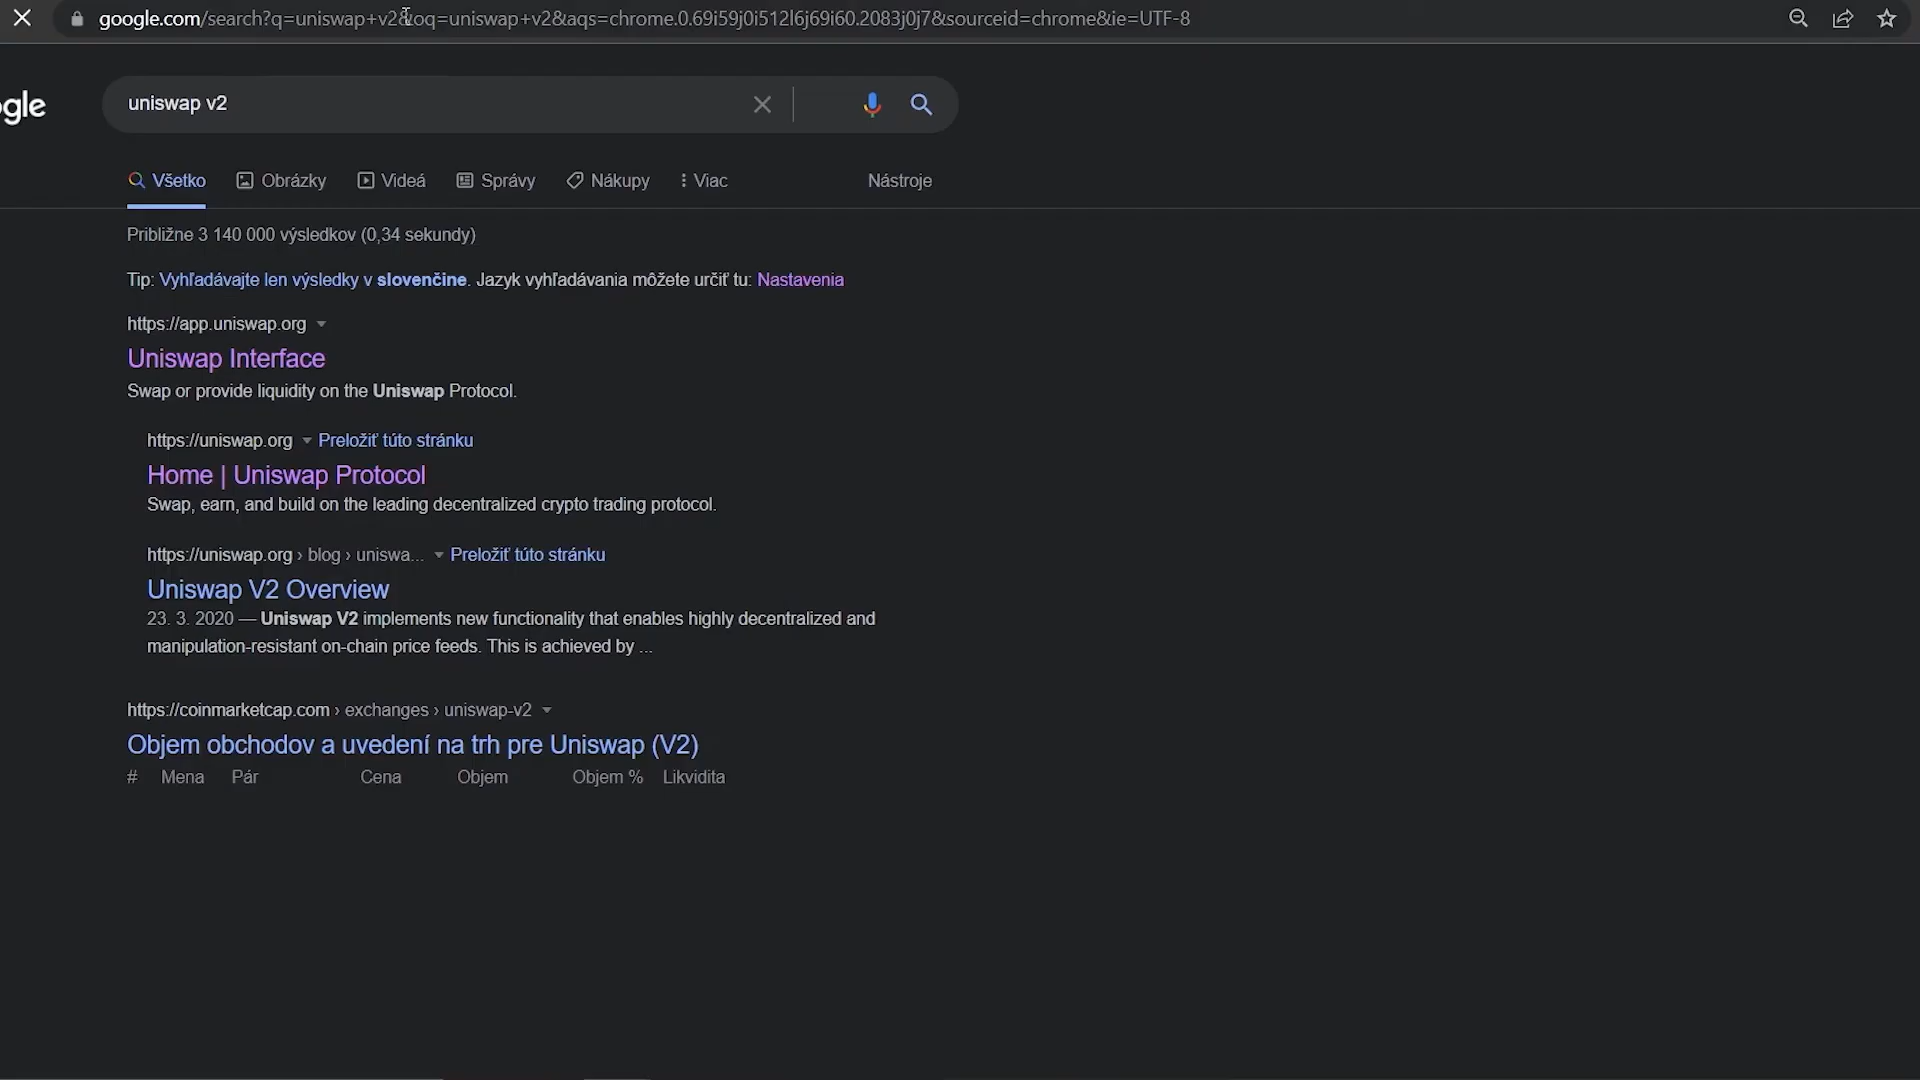 google.com/search?q=uniswap+v2&oq=uniswap+v2&aqs=chrome.0.69i59j0i512l6j69i60.2083j0j7&sourceid=chrome&ie=UTF-8
gle
uniswap v2
Všetko Obrázky Videá Správy Nákupy Viac Nástroje
Približne 3 140 000 výsledkov (0,34 sekundy)
Tip: Vyhľadávajte len výsledky v slovenčine. Jazyk vyhľadávania môžete určiť tu: Nastavenia
https://app.uniswap.org
Uniswap Interface
Swap or provide liquidity on the Uniswap Protocol.
https://uniswap.org Preložiť túto stránku
Home | Uniswap Protocol
Swap, earn, and build on the leading decentralized crypto trading protocol.
https://uniswap.org › blog › uniswa... Preložiť túto stránku
Uniswap V2 Overview
23. 3. 2020 — Uniswap V2 implements new functionality that enables highly decentralized and
manipulation-resistant on-chain price feeds. This is achieved by ...
https://coinmarketcap.com › exchanges › uniswap-v2
Objem obchodov a uvedení na trh pre Uniswap (V2)
# Mena Pár Cena Objem Objem % Likvidita